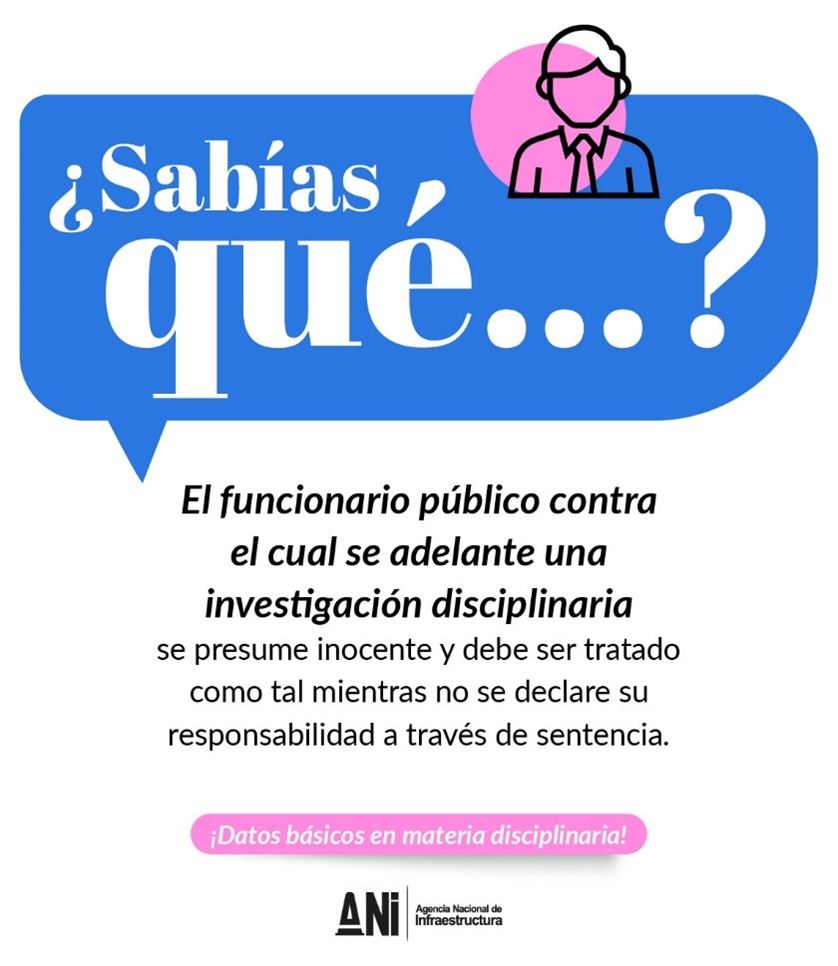 ¿Sabías
qué...?
El funcionario público contra
el cual se adelante una
investigación disciplinaria
se presume inocente y debe ser tratado
como tal mientras no se declare su
responsabilidad a través de sentencia.
¡Datos básicos en materia disciplinaria!
ANi
Agencia Nacional de
Infraestructura